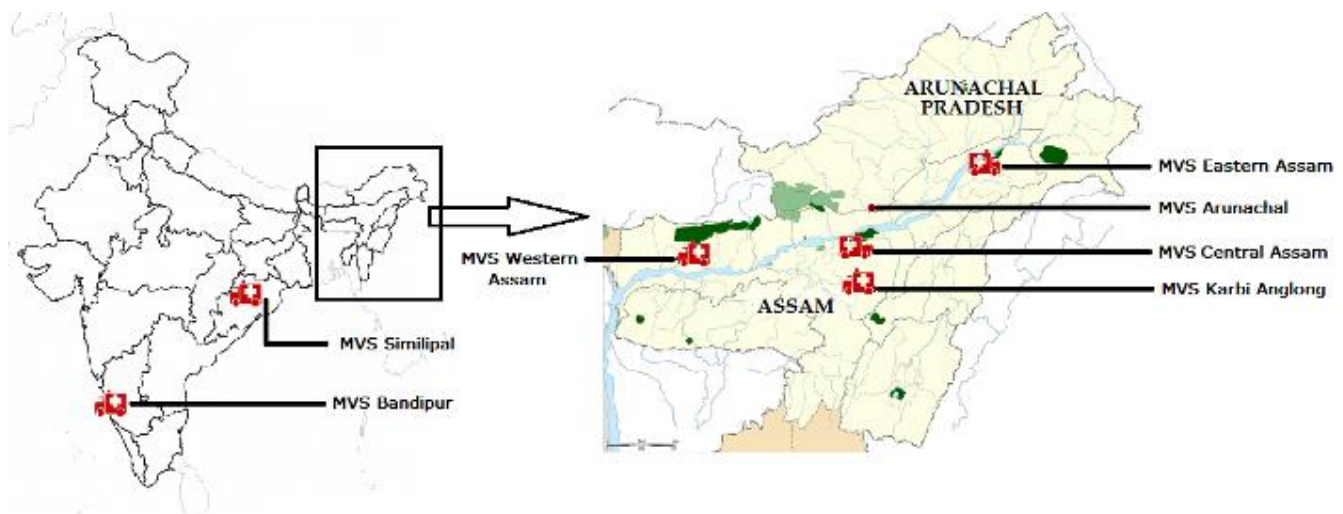 MVS Similipal
MVS Bandipur
ARUNACHAL
PRADESH
MVS Eastern Assam
MVS Arunachal
MVS Western
Assam
MVS Central Assam
MVS Karbi Anglong
ASSAM